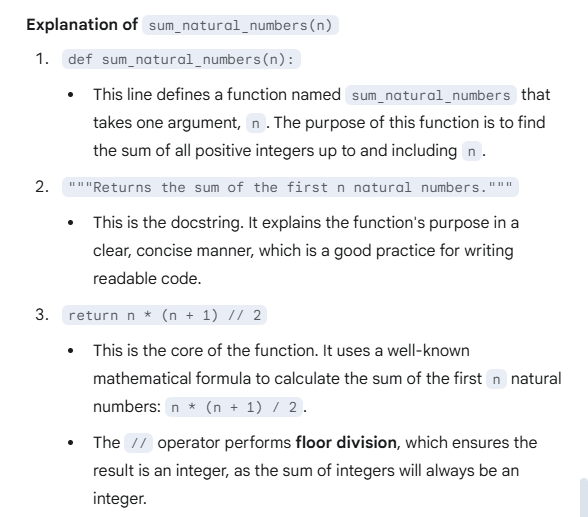 Explanation of sum_natural_numbers(n)
1. def sum_natural_numbers(n):
• This line defines a function named sum_natural_numbers that
takes one argument, n. The purpose of this function is to find
the sum of all positive integers up to and including n.
2. """Returns the sum of the first n natural numbers."""
• This is the docstring. It explains the function's purpose in a
clear, concise manner, which is a good practice for writing
readable code.
3. return n * (n + 1) // 2
• This is the core of the function. It uses a well-known
mathematical formula to calculate the sum of the first n natural
numbers: n * (n + 1) / 2.
• The // operator performs floor division, which ensures the
result is an integer, as the sum of integers will always be an
integer.